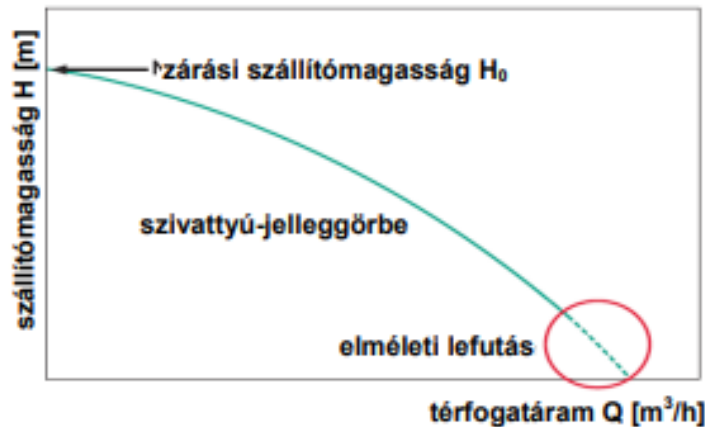 szállítómagasság H [m]
zárási szállítómagasság H₀
szivattyú-jelleggörbe
elméleti lefutás
térfogatáram Q [m³/h]